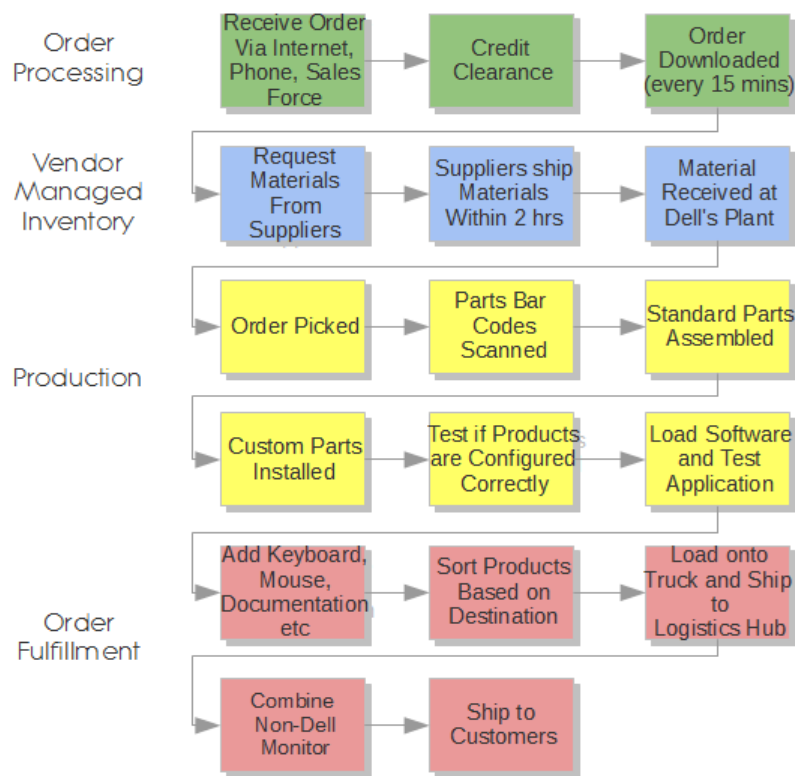 Order
Processing
Receive Order
Via Internet,
Phone, Sales
Force
Credit
Clearance
Order
Downloaded
(every 15 mins)
Vendor
Managed
Inventory
Request
Materials
From
Suppliers
Suppliers ship
Materials
Within 2 hrs
Material
Received at
Dell's Plant
Production
Order Picked
Parts Bar
Codes
Scanned
Standard Parts
Assembled
Custom Parts
Installed
Test if Products
are Configured
Correctly
Load Software
and Test
Application
Order
Fulfillment
Add Keyboard,
Mouse,
Documentation
etc
Sort Products
Based on
Destination
Load onto
Truck and Ship
to
Logistics Hub
Combine
Non-Dell
Monitor
Ship to
Customers